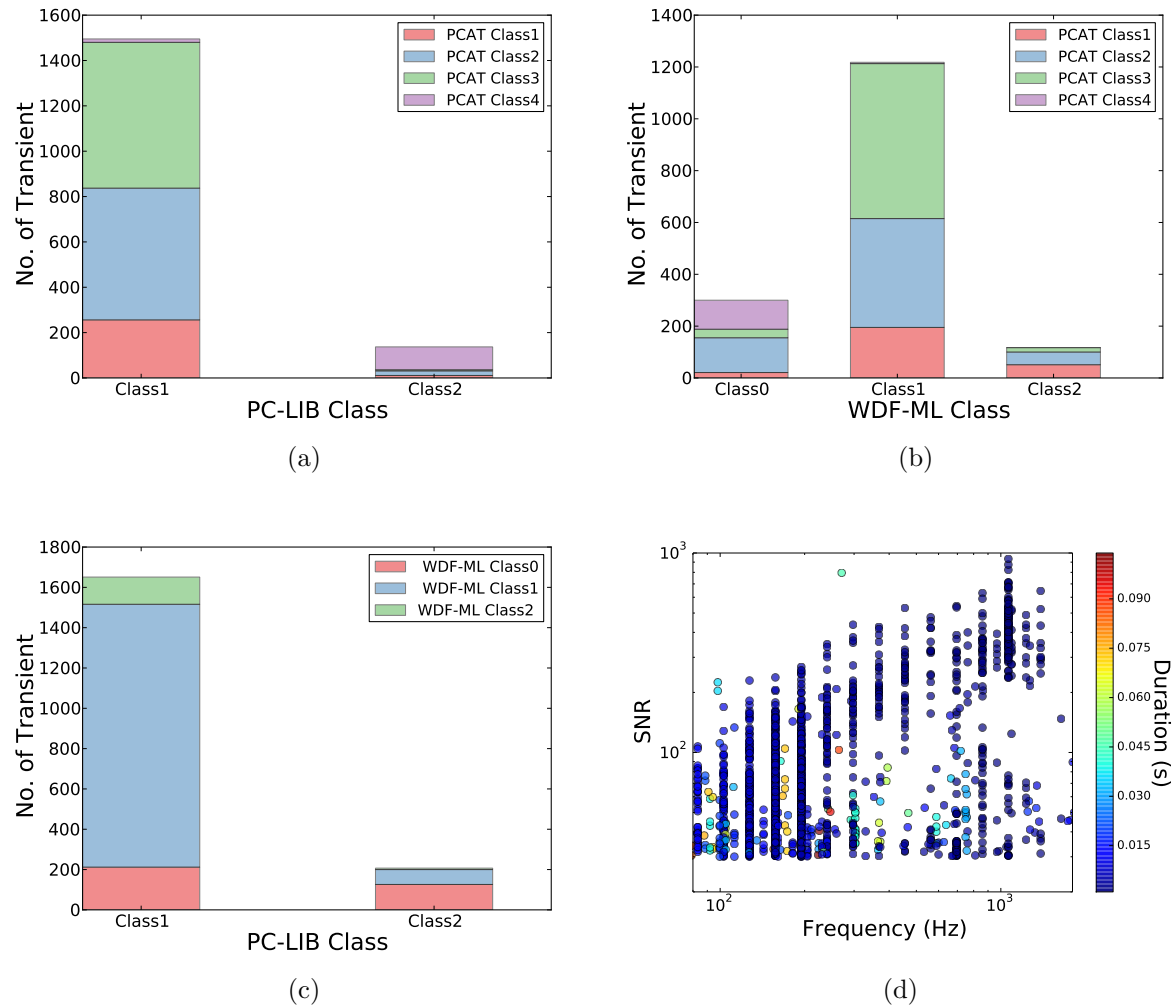 1600
1400
1200
1000
800
600
400
200
0
No. of Transient
PCAT Class1
PCAT Class2
PCAT Class3
PCAT Class4
Class1
Class2
PC-LIB Class
(a)
1400
1200
1000
800
600
400
200
0
No. of Transient
PCAT Class1
PCAT Class2
PCAT Class3
PCAT Class4
Class0
Class1
Class2
WDF-ML Class
(b)
1800
1600
1400
1200
1000
800
600
400
200
0
No. of Transient
WDF-ML Class0
WDF-ML Class1
WDF-ML Class2
Class1
Class2
PC-LIB Class
(c)
10³
10²
SNR
10²
10³
Frequency (Hz)
0.090
0.075
0.060
0.045
0.030
0.015
Duration (s)
(d)